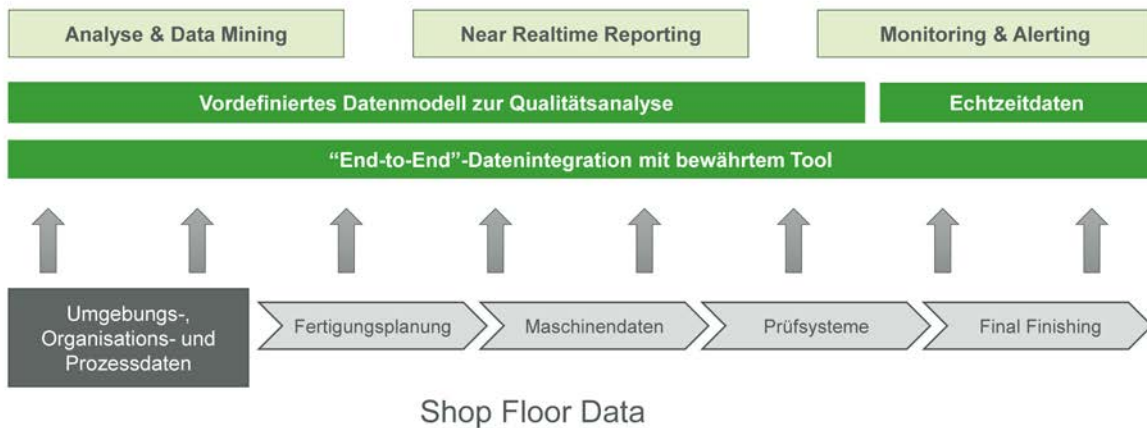 Analyse & Data Mining
Near Realtime Reporting
Monitoring & Alerting
Vordefiniertes Datenmodell zur Qualitätsanalyse
Echtzeitdaten
“End-to-End”-Datenintegration mit bewährtem Tool
Umgebungs-,
Organisations- und
Prozessdaten
Fertigungsplanung
Maschinendaten
Prüfsysteme
Final Finishing
Shop Floor Data